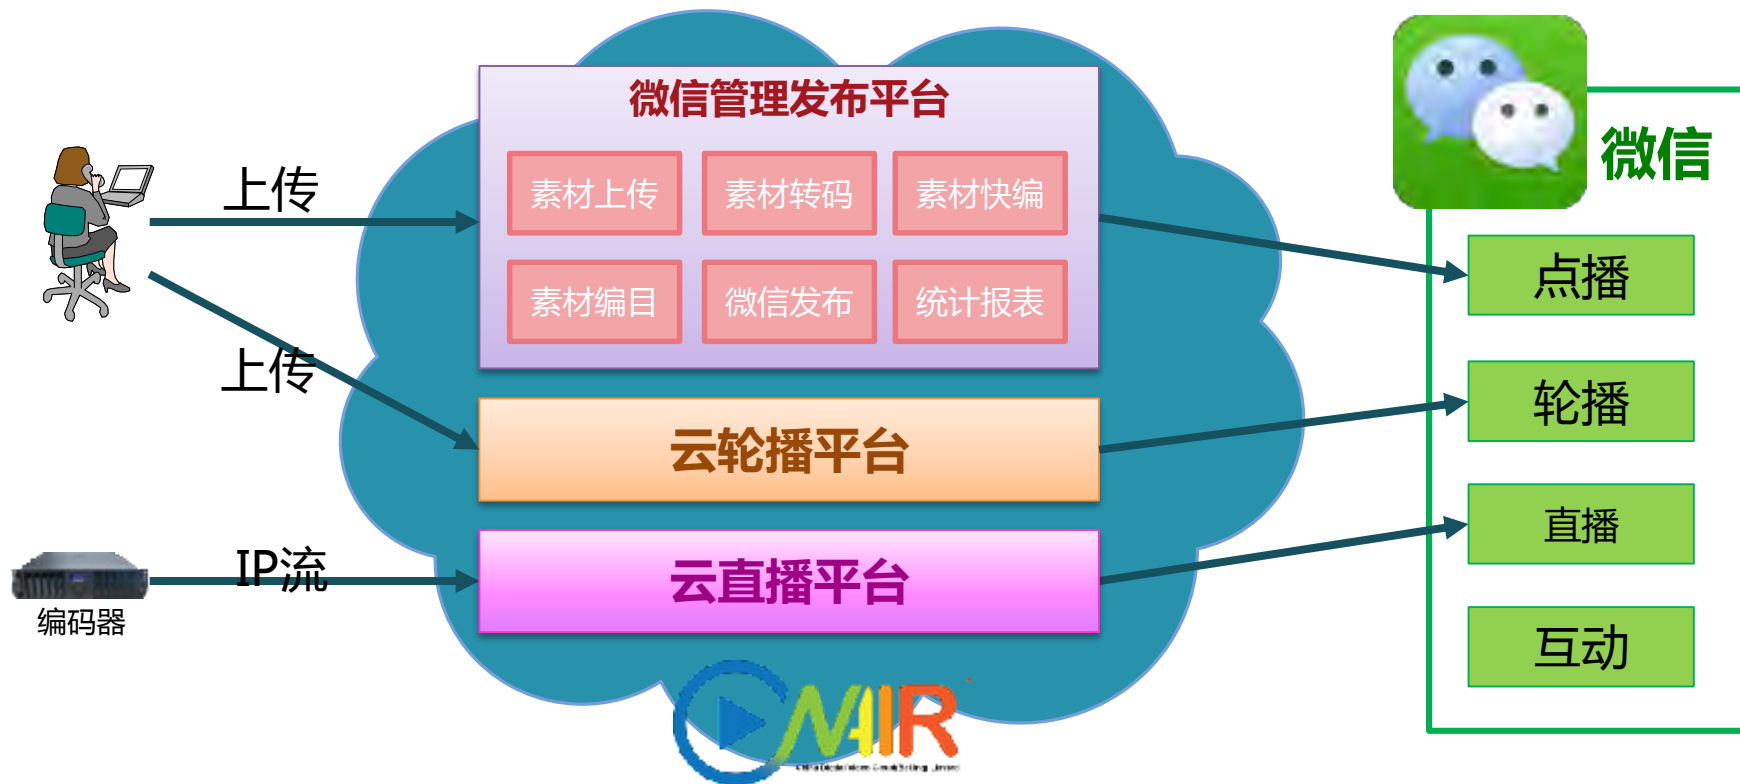 微信管理发布平台
微信
上传
素材上传
素材转码
素材快编
点播
素材编目
微信发布
统计报表
上传
轮播
云轮播平台
直播
IP流
云直播平台
编码器
互动